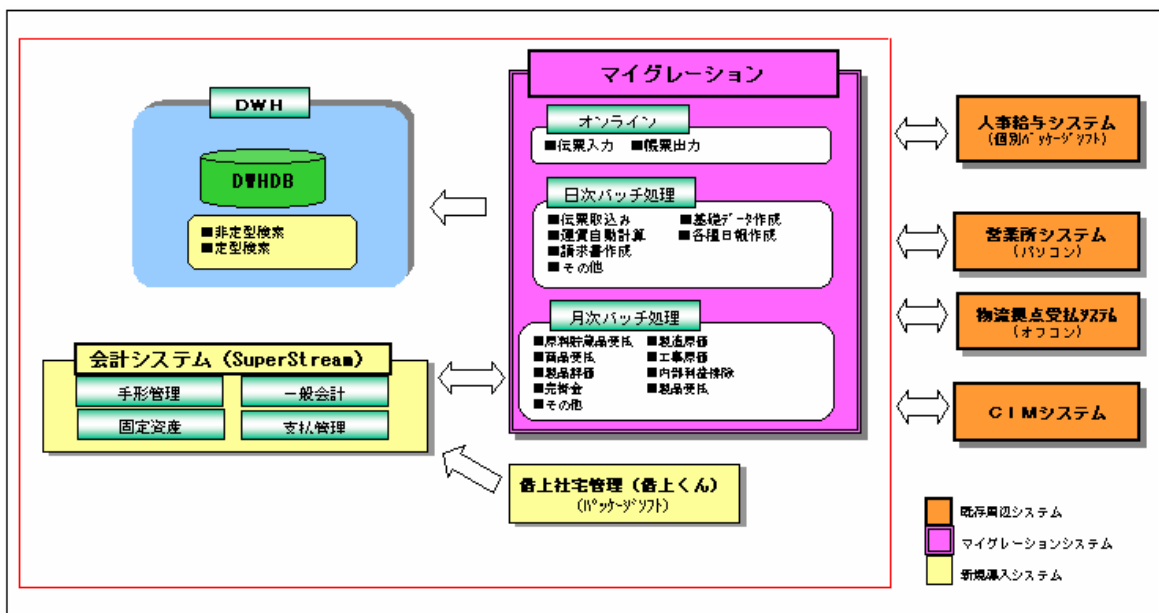 DWH
DWHDB
■非定型検索
■定型検索
マイグレーション
オンライン
■伝票入力 ■帳票出力
日次バッチ処理
■伝票取込み ■基礎データ作成
■運賃自動計算 ■各種日報作成
■請求書作成
■その他
月次バッチ処理
■原料貯蔵品受払 ■製造原価
■商品受払 ■工事原価
■製品評価 ■内部利益排除
■売掛金 ■製品受払
■その他
会計システム（SuperStream）
手形管理 一般会計
固定資産 支払管理
借上社宅管理（借上くん）
(ﾊﾟｯｹｰｼﾞｿﾌﾄ)
人事給与システム
(個別ﾊﾟｯｹｰｼﾞｿﾌﾄ)
営業所システム
(パソコン)
物流拠点受払ｼｽﾃﾑ
(オフコン)
ＣＩＭシステム
既存周辺システム
マイグレーションシステム
新規導入システム